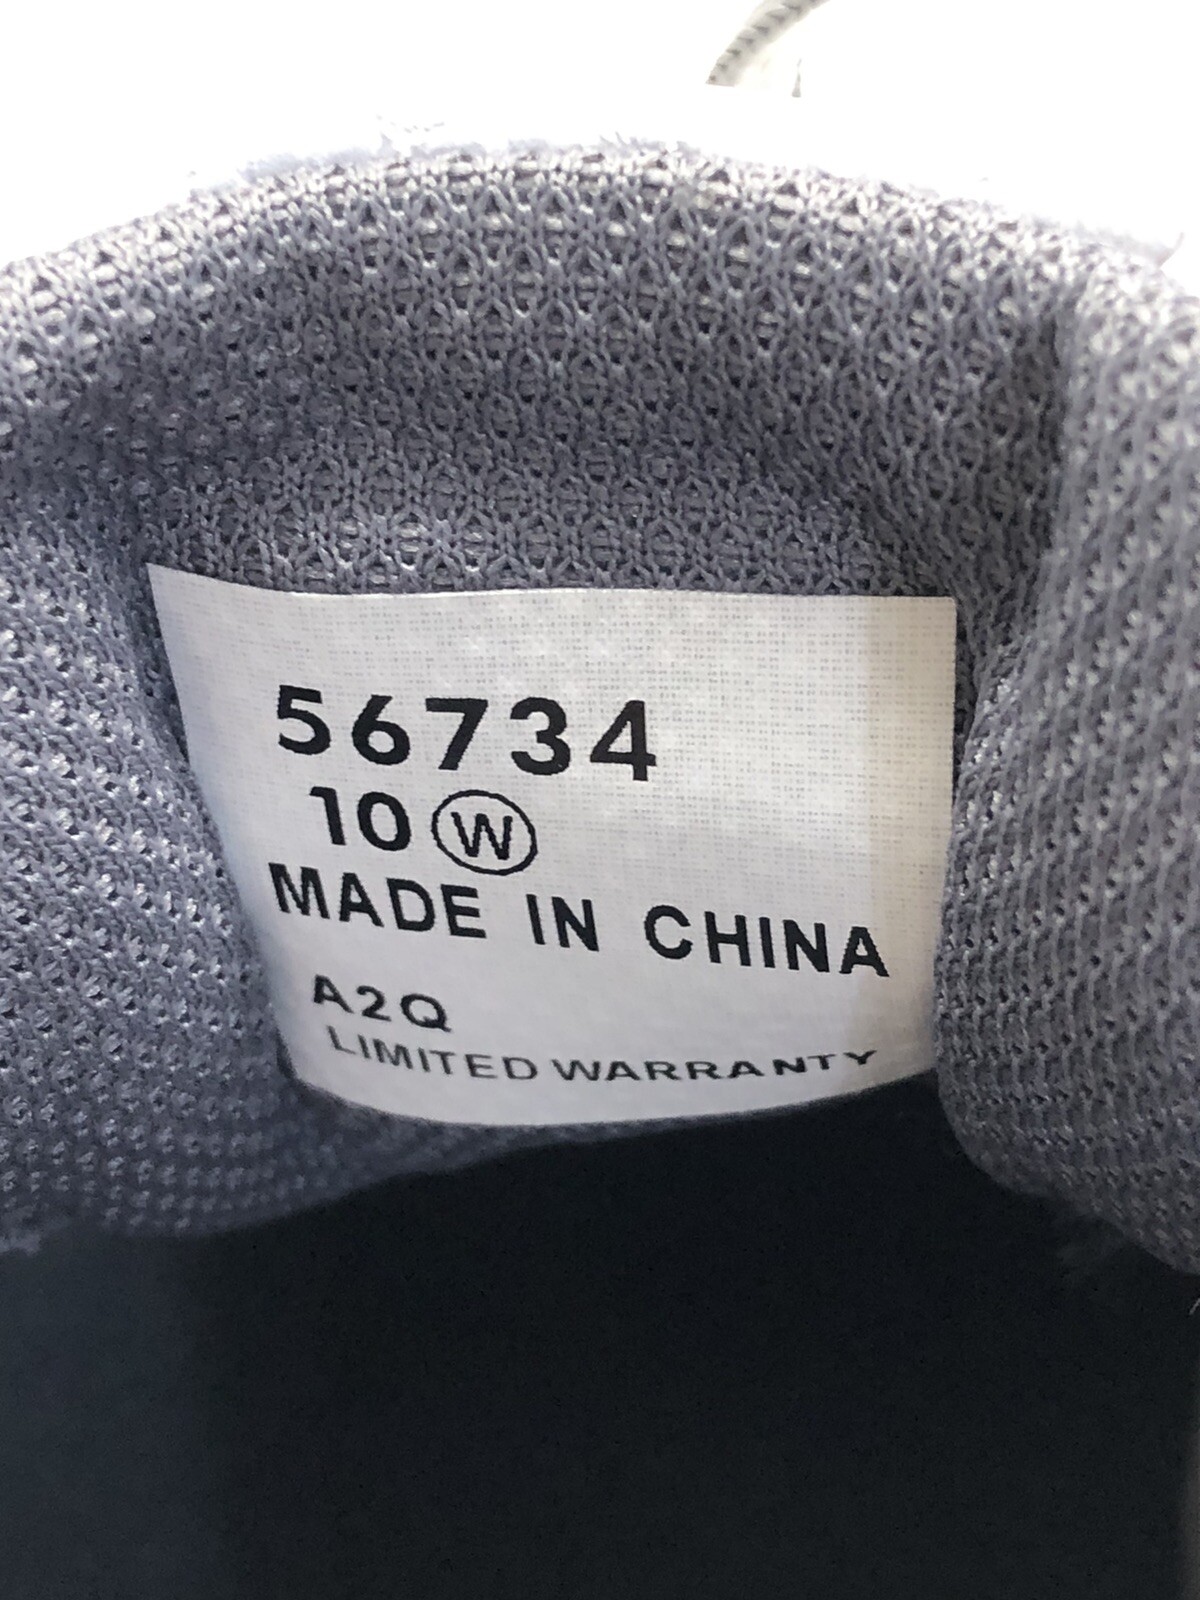 56734
10 W
MADE IN CHINA
A2Q
LIMITED WARRANTY